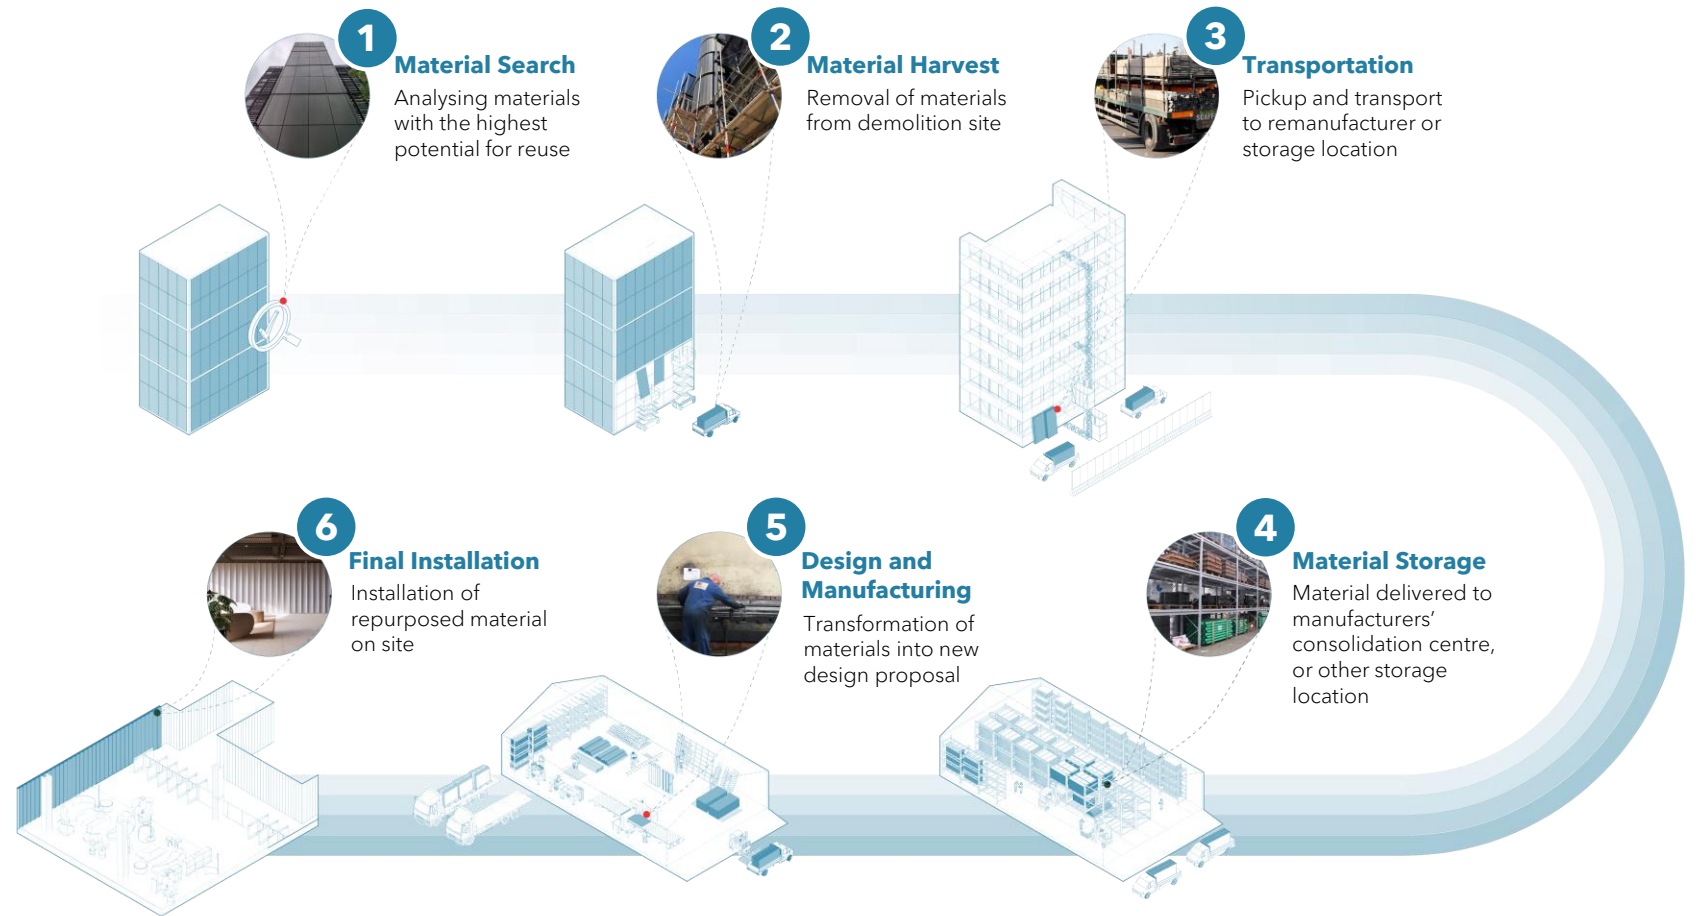 1
Material Search
Analysing materials
with the highest
potential for reuse
2
Material Harvest
Removal of materials
from demolition site
3
Transportation
Pickup and transport
to remanufacturer or
storage location
4
Material Storage
Material delivered to
manufacturers’
consolidation centre,
or other storage
location
5
Design and
Manufacturing
Transformation of
materials into new
design proposal
6
Final Installation
Installation of
repurposed material
on site